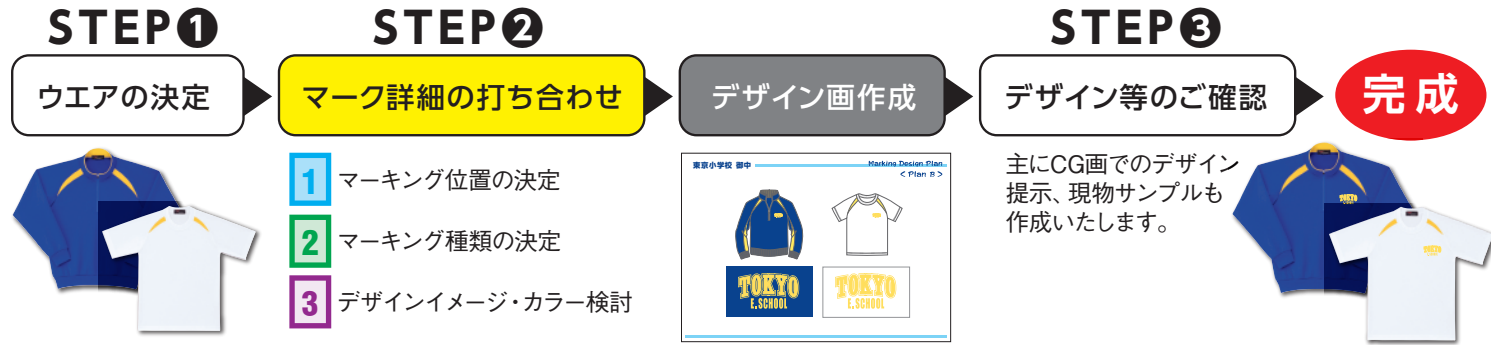 STEP❶
ウエアの決定
STEP❷
マーク詳細の打ち合わせ
1 マーキング位置の決定
2 マーキング種類の決定
3 デザインイメージ・カラー検討
デザイン画作成
東京小学校 御中
Marking Design Plan
< Plan B >
TOKYO
E.SCHOOL
TOKYO
E.SCHOOL
STEP❸
デザイン等のご確認
主にCG画でのデザイン
提示、現物サンプルも
作成いたします。
TOKYO
完成